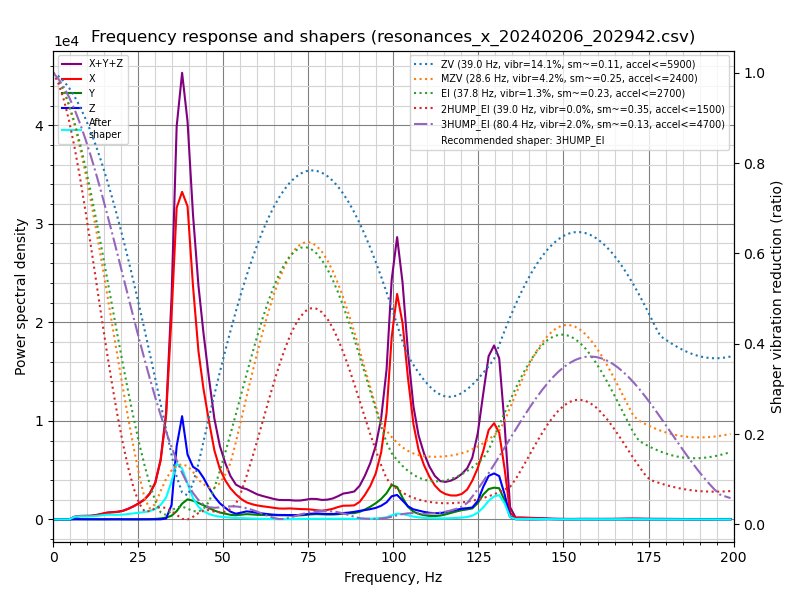 Frequency response and shapers (resonances_x_20240206_202942.csv)
1e4
X+Y+Z
X
Y
Z
After
shaper
ZV (39.0 Hz, vibr=14.1%, sm~=0.11, accel<=5900)
MZV (28.6 Hz, vibr=4.2%, sm~=0.25, accel<=2400)
EI (37.8 Hz, vibr=1.3%, sm~=0.23, accel<=2700)
2HUMP_EI (39.0 Hz, vibr=0.0%, sm~=0.35, accel<=1500)
3HUMP_EI (80.4 Hz, vibr=2.0%, sm~=0.13, accel<=4700)
Recommended shaper: 3HUMP_EI
Power spectral density
4
3
2
1
0
1.0
0.8
0.6
0.4
0.2
0.0
Shaper vibration reduction (ratio)
0 25 50 75 100 125 150 175 200
Frequency, Hz